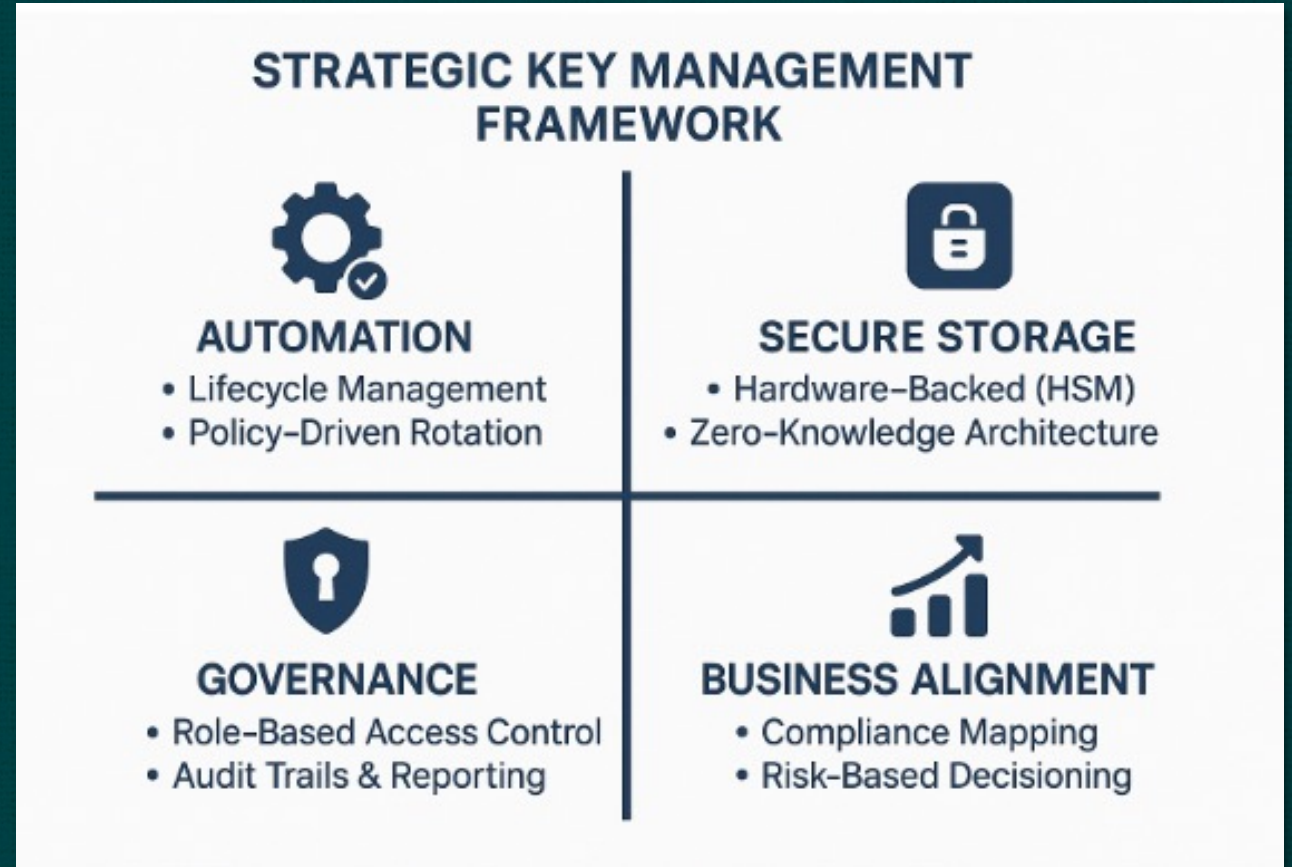 STRATEGIC KEY MANAGEMENT
FRAMEWORK
AUTOMATION
• Lifecycle Management
• Policy-Driven Rotation
SECURE STORAGE
• Hardware-Backed (HSM)
• Zero-Knowledge Architecture
GOVERNANCE
• Role-Based Access Control
• Audit Trails & Reporting
BUSINESS ALIGNMENT
• Compliance Mapping
• Risk-Based Decisioning